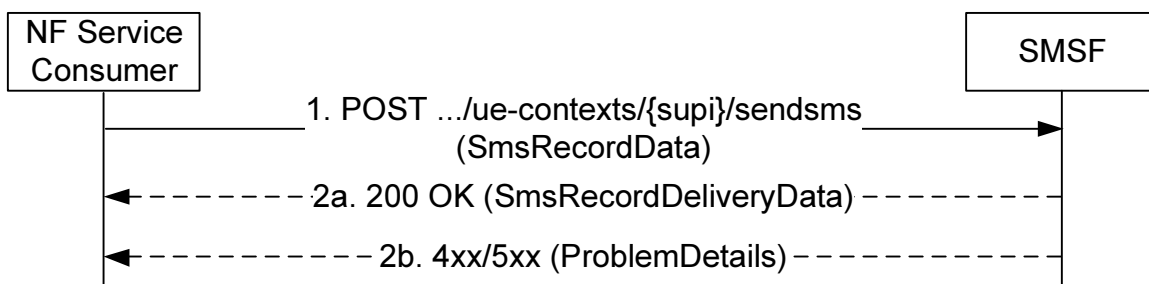 NF Service
Consumer
SMSF
1. POST .../ue-contexts/{supi}/sendsms
(SmsRecordData)
2a. 200 OK (SmsRecordDeliveryData)
2b. 4xx/5xx (ProblemDetails)